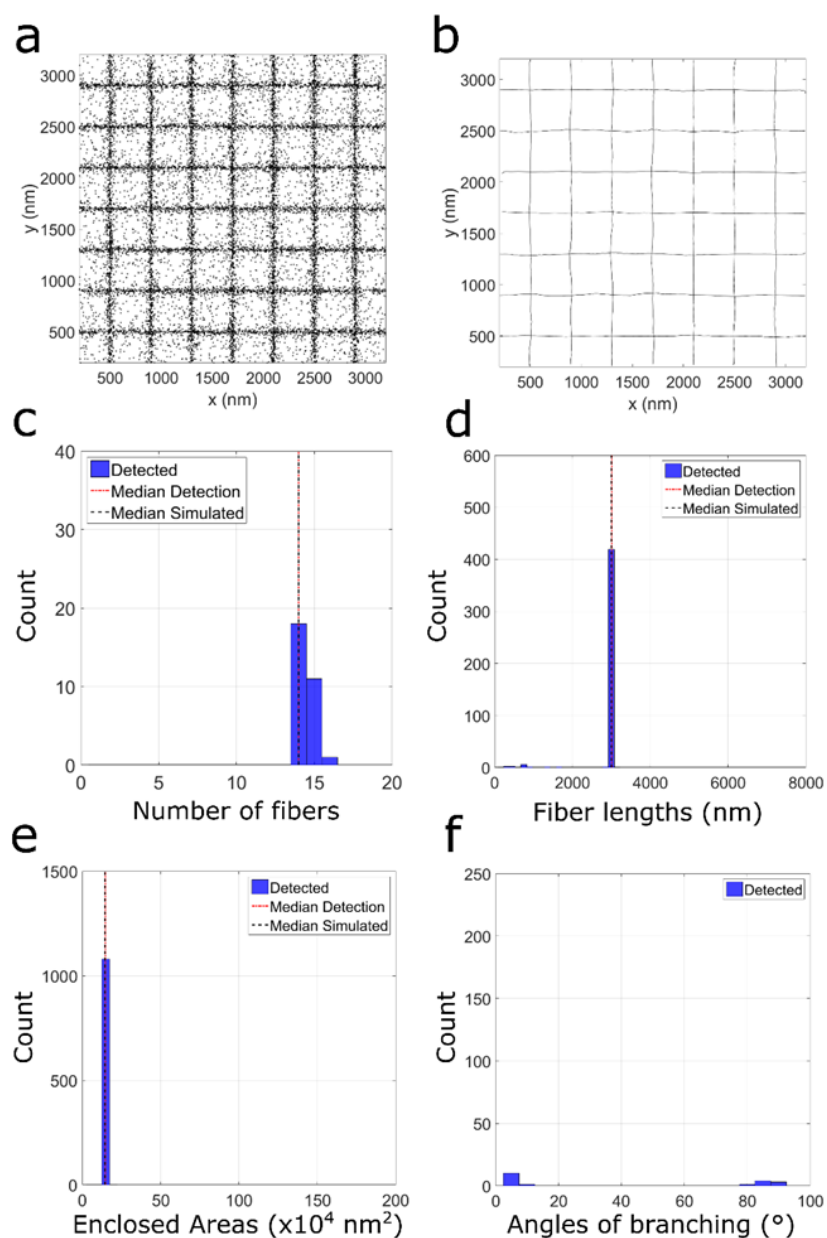 a
3000
2500
2000
1500
1000
500
y (nm)
500 1000 1500 2000 2500 3000
x (nm)
b
3000
2500
2000
1500
1000
500
y (nm)
500 1000 1500 2000 2500 3000
x (nm)
c
40
30
20
10
0
Count
Detected
Median Detection
Median Simulated
0 5 10 15 20
Number of fibers
d
600
500
400
300
200
100
0
Count
Detected
Median Detection
Median Simulated
0 2000 4000 6000 8000
Fiber lengths (nm)
e
1500
1000
500
0
Count
Detected
Median Detection
Median Simulated
0 50 100 150 200
Enclosed Areas (x10⁴ nm²)
f
250
200
150
100
50
0
Count
Detected
0 20 40 60 80 100
Angles of branching (°)